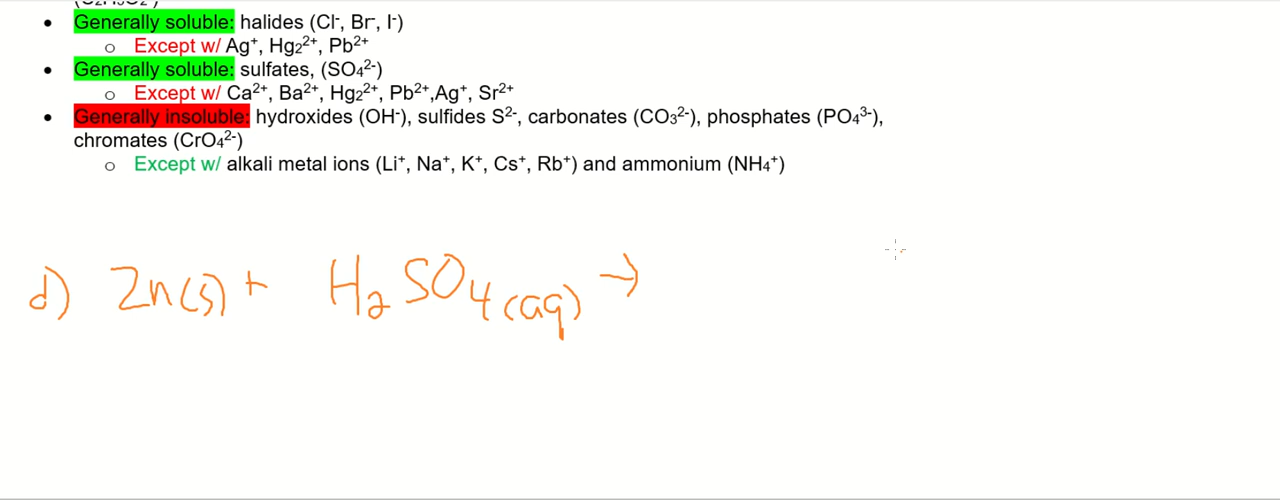 (C₂H₃O₂⁻)
• Generally soluble: halides (Cl⁻, Br⁻, I⁻)
o Except w/ Ag⁺, Hg₂²⁺, Pb²⁺
• Generally soluble: sulfates, (SO₄²⁻)
o Except w/ Ca²⁺, Ba²⁺, Hg₂²⁺, Pb²⁺,Ag⁺, Sr²⁺
• Generally insoluble: hydroxides (OH⁻), sulfides S²⁻, carbonates (CO₃²⁻), phosphates (PO₄³⁻),
chromates (CrO₄²⁻)
o Except w/ alkali metal ions (Li⁺, Na⁺, K⁺, Cs⁺, Rb⁺) and ammonium (NH₄⁺)
d) Zn(s) + H₂SO₄(aq) →